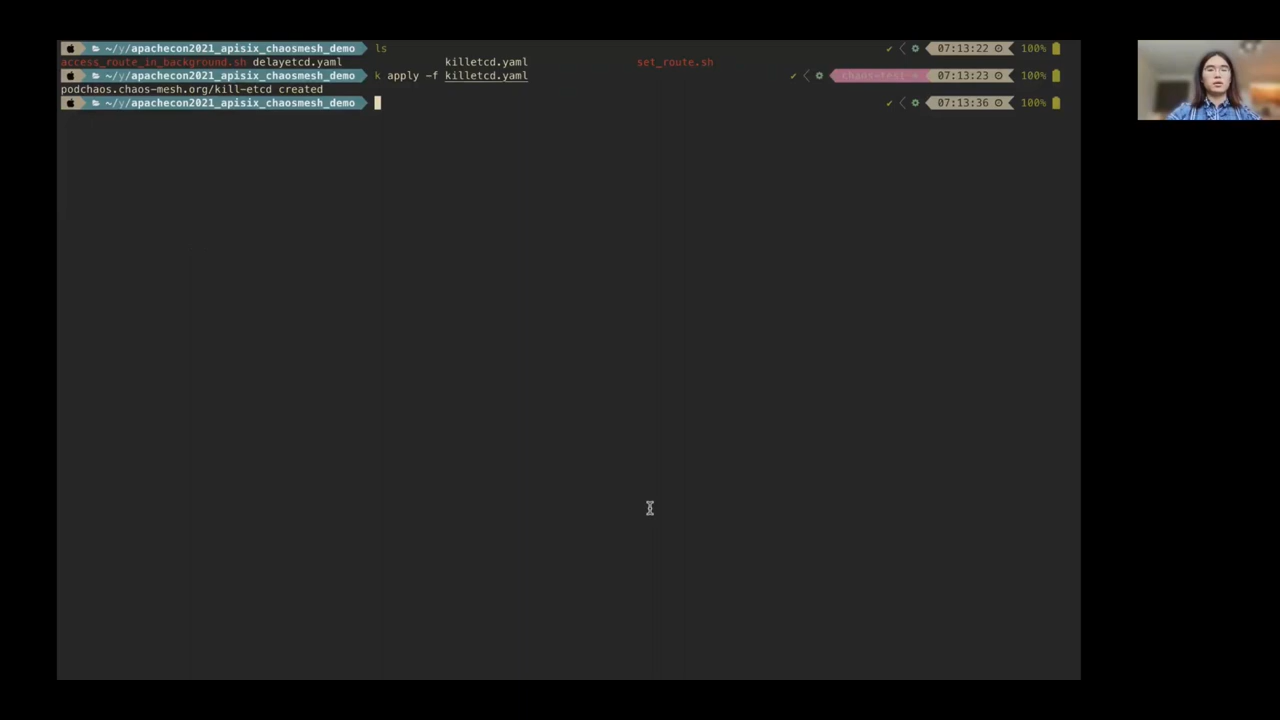 ~/y/apachecon2021_apisix_chaosmesh_demo ls 07:13:22 100%
access_route_in_background.sh delayetcd.yaml killetcd.yaml set_route.sh
~/y/apachecon2021_apisix_chaosmesh_demo k apply -f killetcd.yaml 07:13:23 100%
podchaos.chaos-mesh.org/kill-etcd created
~/y/apachecon2021_apisix_chaosmesh_demo 07:13:36 100%